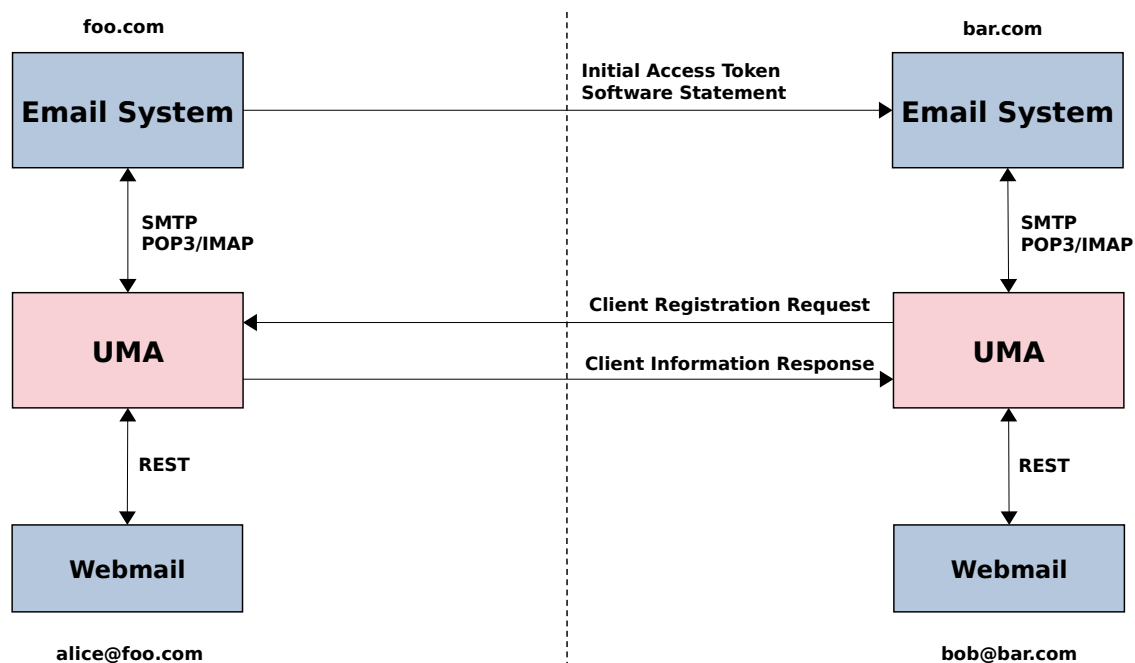 foo.com
bar.com
Email System
Initial Access Token
Software Statement
Email System
SMTP
POP3/IMAP
SMTP
POP3/IMAP
UMA
Client Registration Request
Client Information Response
UMA
REST
REST
Webmail
Webmail
alice@foo.com
bob@bar.com